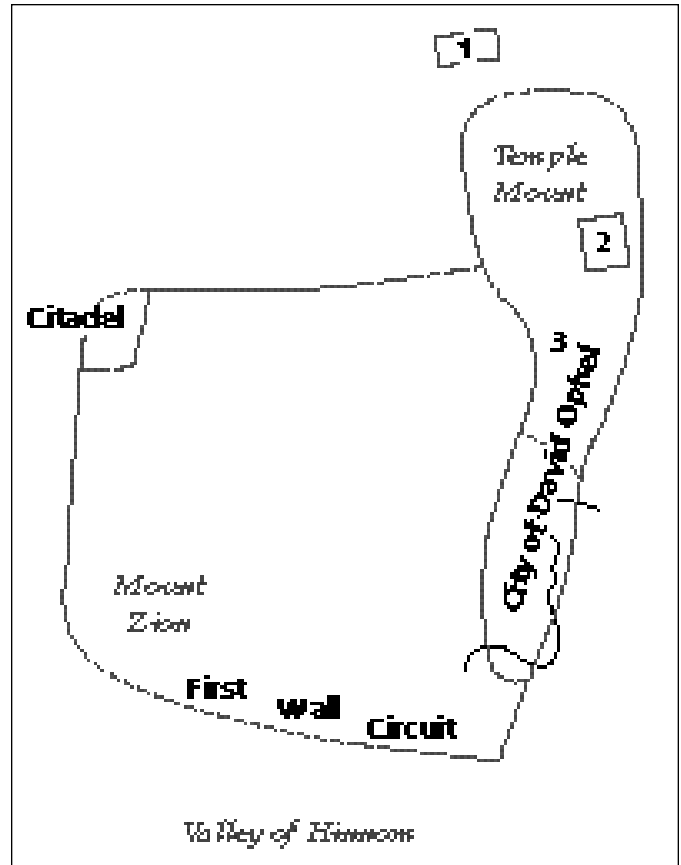 1
Temple
Mount
2
Citadel
3
Ophel
City of David
Mount
Zion
First Wall Circuit
Valley of Hinnom